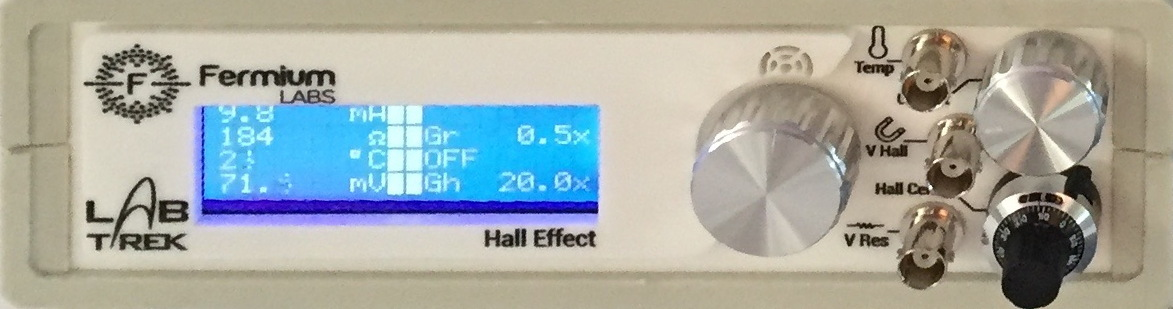 F
Fermium
LABS
LAB
TREK
9.8 mA
184 Ω Gr 0.5x
°C OFF
mV Gh 20.0x
Hall Effect
Temp
V Hall
Hall
V Res